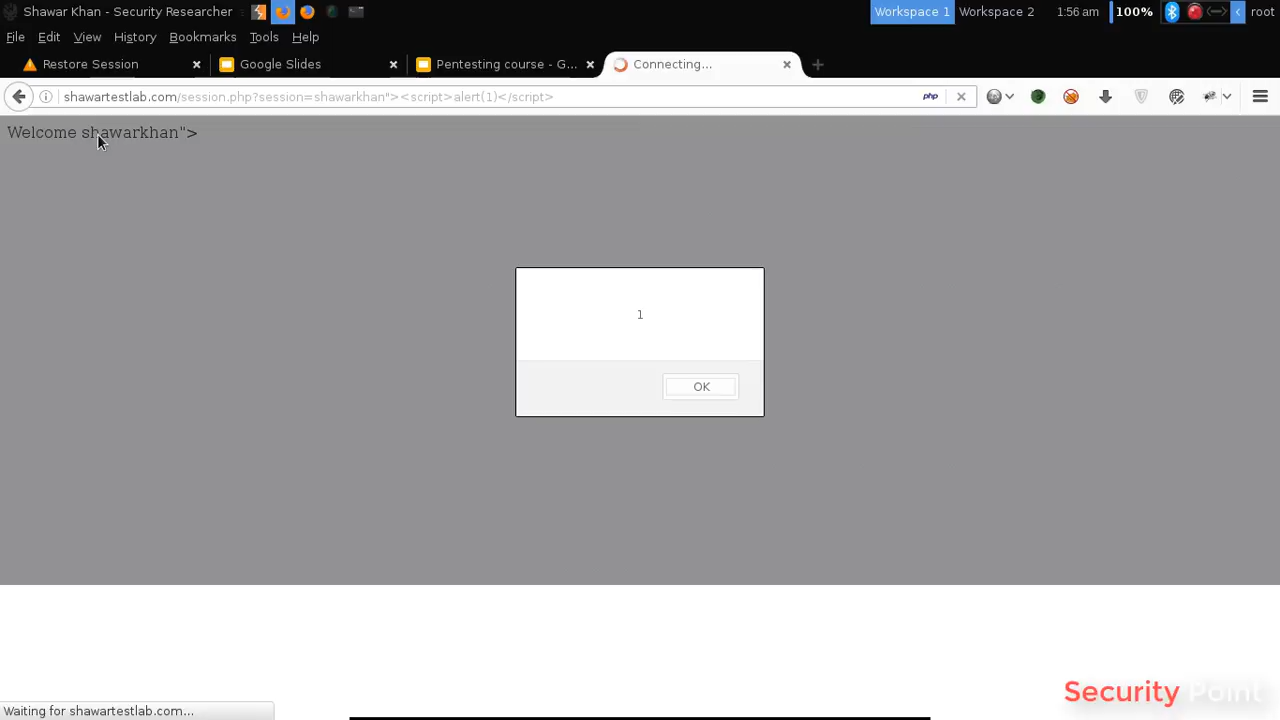 Shawar Khan - Security Researcher
Workspace 1 Workspace 2 1:56 am 100% root
File Edit View History Bookmarks Tools Help
Restore Session Google Slides Pentesting course - G... Connecting...
shawartestlab.com/session.php?session=shawarkhan"><script>alert(1)</script> php
Welcome shawarkhan">
1
OK
Security Point
Waiting for shawartestlab.com...